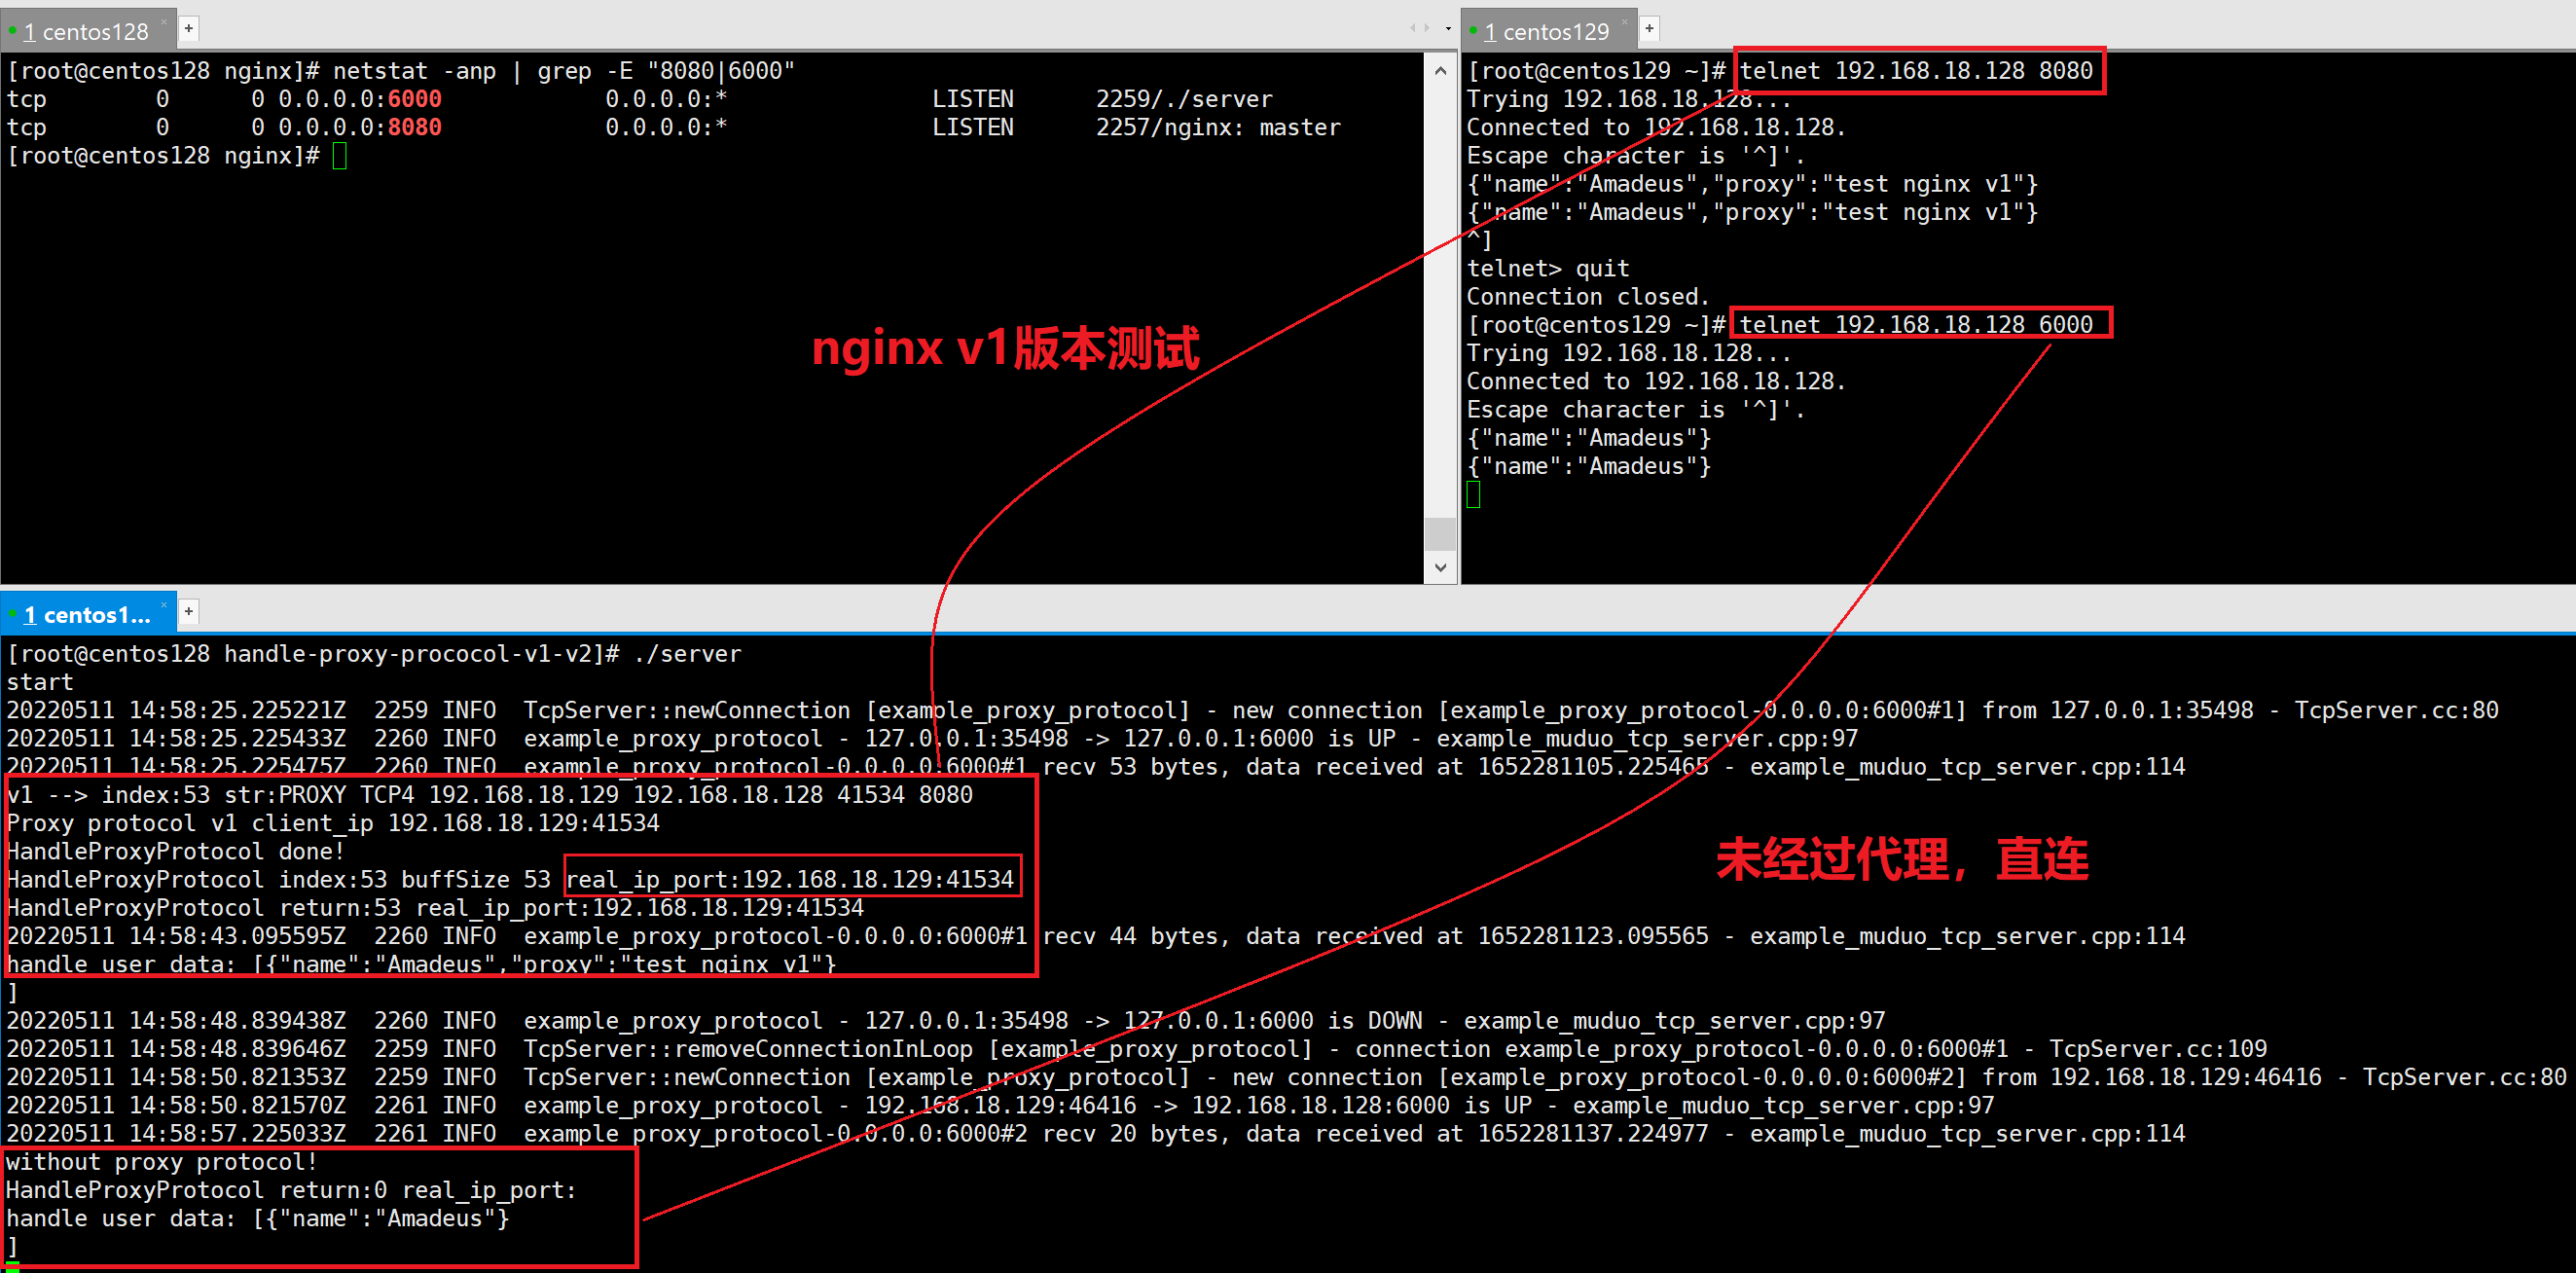 1 centos128
[root@centos128 nginx]# netstat -anp | grep -E "8080|6000"
tcp        0      0 0.0.0.0:6000            0.0.0.0:*               LISTEN      2259/./server
tcp        0      0 0.0.0.0:8080            0.0.0.0:*               LISTEN      2257/nginx: master
[root@centos128 nginx]#
nginx v1版本测试
1 centos129
[root@centos129 ~]# telnet 192.168.18.128 8080
Trying 192.168.18.128...
Connected to 192.168.18.128.
Escape character is '^]'.
{"name":"Amadeus","proxy":"test nginx v1"}
{"name":"Amadeus","proxy":"test nginx v1"}
^]
telnet> quit
Connection closed.
[root@centos129 ~]# telnet 192.168.18.128 6000
Trying 192.168.18.128...
Connected to 192.168.18.128.
Escape character is '^]'.
{"name":"Amadeus"}
{"name":"Amadeus"}
1 centos1...
[root@centos128 handle-proxy-prococol-v1-v2]# ./server
start
20220511 14:58:25.225221Z  2259 INFO  TcpServer::newConnection [example_proxy_protocol] - new connection [example_proxy_protocol-0.0.0.0:6000#1] from 127.0.0.1:35498 - TcpServer.cc:80
20220511 14:58:25.225433Z  2260 INFO  example_proxy_protocol - 127.0.0.1:35498 -> 127.0.0.1:6000 is UP - example_muduo_tcp_server.cpp:97
20220511 14:58:25.225475Z  2260 INFO  example_proxy_protocol-0.0.0.0:6000#1 recv 53 bytes, data received at 1652281105.225465 - example_muduo_tcp_server.cpp:114
v1 --> index:53 str:PROXY TCP4 192.168.18.129 192.168.18.128 41534 8080
Proxy protocol v1 client_ip 192.168.18.129:41534
HandleProxyProtocol done!
HandleProxyProtocol index:53 buffSize 53 real_ip_port:192.168.18.129:41534
HandleProxyProtocol return:53 real_ip_port:192.168.18.129:41534
20220511 14:58:43.095595Z  2260 INFO  example_proxy_protocol-0.0.0.0:6000#1 recv 44 bytes, data received at 1652281123.095565 - example_muduo_tcp_server.cpp:114
handle user data: [{"name":"Amadeus","proxy":"test nginx v1"}
]
未经过代理，直连
20220511 14:58:48.839438Z  2260 INFO  example_proxy_protocol - 127.0.0.1:35498 -> 127.0.0.1:6000 is DOWN - example_muduo_tcp_server.cpp:97
20220511 14:58:48.839646Z  2259 INFO  TcpServer::removeConnectionInLoop [example_proxy_protocol] - connection example_proxy_protocol-0.0.0.0:6000#1 - TcpServer.cc:109
20220511 14:58:50.821353Z  2259 INFO  TcpServer::newConnection [example_proxy_protocol] - new connection [example_proxy_protocol-0.0.0.0:6000#2] from 192.168.18.129:46416 - TcpServer.cc:80
20220511 14:58:50.821570Z  2261 INFO  example_proxy_protocol - 192.168.18.129:46416 -> 192.168.18.128:6000 is UP - example_muduo_tcp_server.cpp:97
20220511 14:58:57.225033Z  2261 INFO  example_proxy_protocol-0.0.0.0:6000#2 recv 20 bytes, data received at 1652281137.224977 - example_muduo_tcp_server.cpp:114
without proxy protocol!
HandleProxyProtocol return:0 real_ip_port:
handle user data: [{"name":"Amadeus"}
]